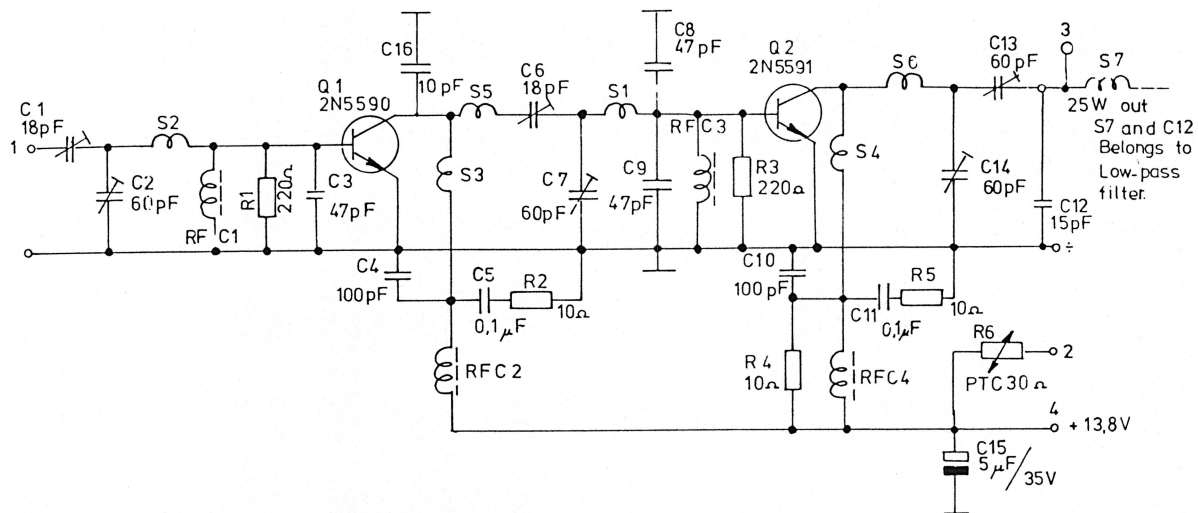 C1
18pF
1
S2
C2
60pF
RF C1
R1
220Ω
C3
47pF
Q1
2N5590
C16
10pF
S5
C6
18pF
S1
C8
47pF
S3
C7
60pF
C9
47pF
RF C3
R3
220Ω
Q2
2N5591
S4
S6
C13
60pF
3
S7
25W out
S7 and C12
Belongs to
Low-pass
filter.
C14
60pF
C12
15pF
÷
C4
100pF
C5
0,1µF
R2
10Ω
RFC2
C10
100pF
C11
0,1µF
R5
10Ω
R4
10Ω
RFC4
R6
PTC30Ω
2
4
+13,8V
C15
5µF/35V